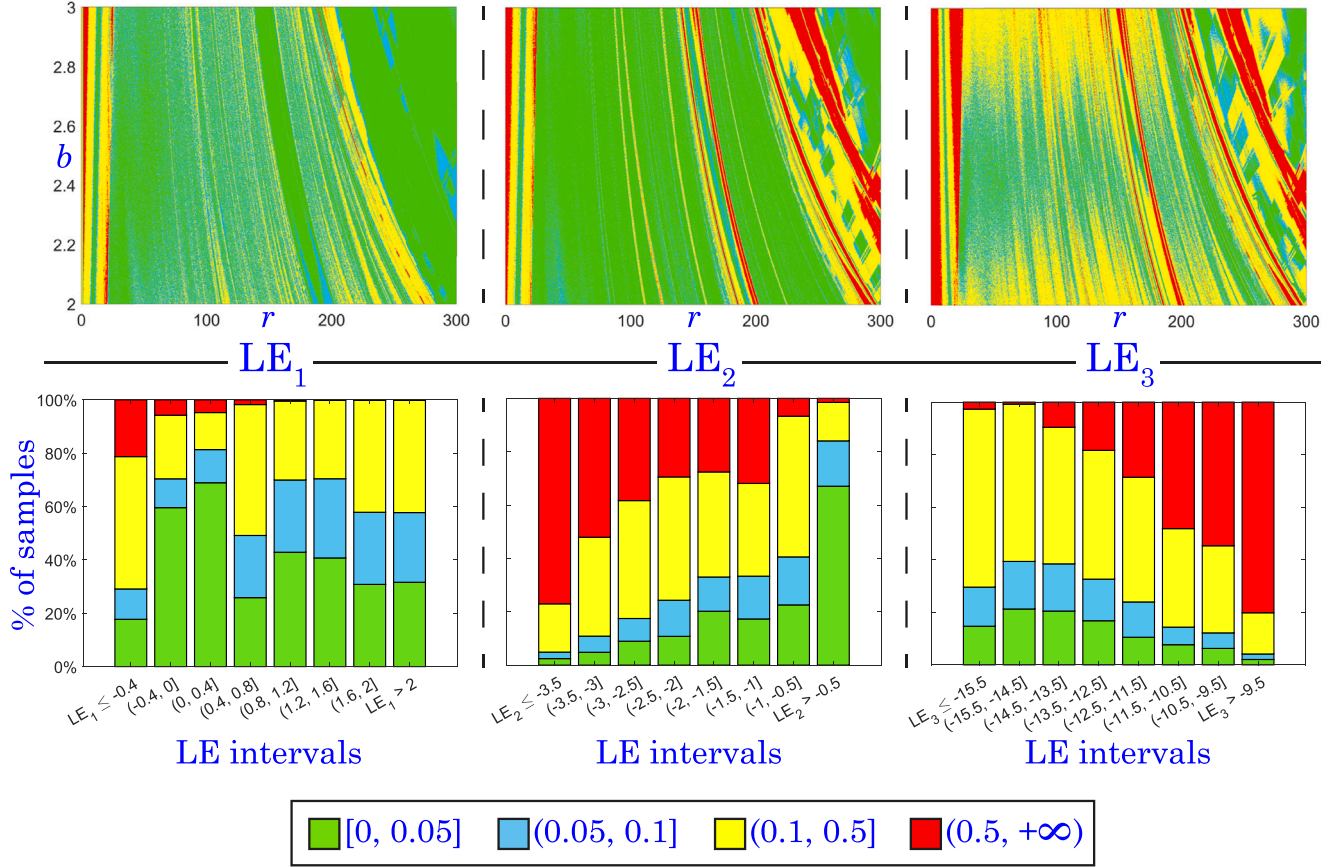 3
2.8
2.6
b
2.4
2.2
2
0 100 r 200 300
0 100 r 200 300
0 100 r 200 300
LE1 LE2 LE3
100%
80%
60%
40%
20%
0%
% of samples
LE1 ≤ -0.4 (-0.4, 0] (0, 0.4] (0.4, 0.8] (0.8, 1.2] (1.2, 1.6] (1.6, 2] LE1 > 2
LE2 ≤ -3.5 (-3.5, -3] (-3, -2.5] (-2.5, -2] (-2, -1.5] (-1.5, -1] (-1, -0.5] LE2 > -0.5
LE3 ≤ -15.5 (-15.5, -14.5] (-14.5, -13.5] (-13.5, -12.5] (-12.5, -11.5] (-11.5, -10.5] (-10.5, -9.5] LE3 > -9.5
LE intervals LE intervals LE intervals
[0, 0.05] (0.05, 0.1] (0.1, 0.5] (0.5, +∞)